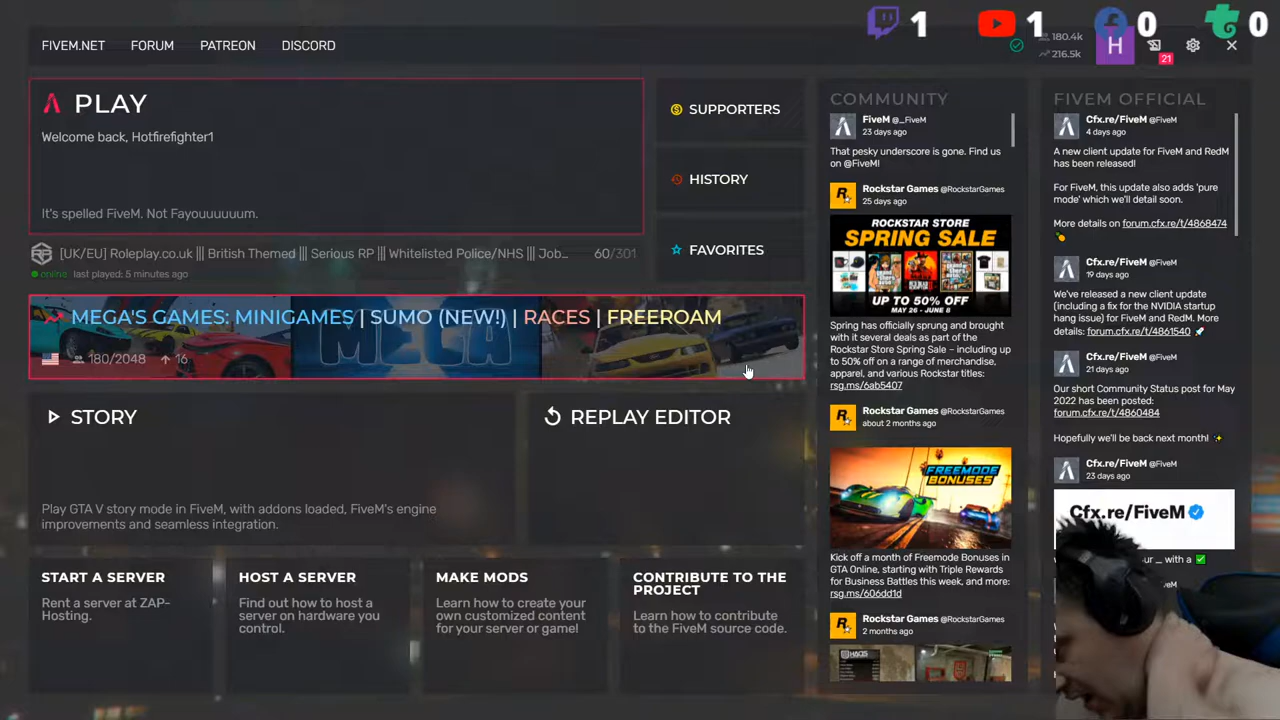 1
1
0
0
FIVEM.NET FORUM PATREON DISCORD
180.4k
216.5k
H
21
PLAY
Welcome back, Hotfirefighter1
It's spelled FiveM. Not Fayouuuuuum.
[UK/EU] Roleplay.co.uk ||| British Themed ||| Serious RP ||| Whitelisted Police/NHS ||| Job... 60/301
online last played: 5 minutes ago
SUPPORTERS
HISTORY
FAVORITES
MEGA'S GAMES: MINIGAMES | SUMO (NEW!) | RACES | FREEROAM
MEGA
180/2048 16
STORY
Play GTA V story mode in FiveM, with addons loaded, FiveM's engine
improvements and seamless integration.
REPLAY EDITOR
START A SERVER
Rent a server at ZAP-
Hosting.
HOST A SERVER
Find out how to host a
server on hardware you
control.
MAKE MODS
Learn how to create your
own customized content
for your server or game!
CONTRIBUTE TO THE
PROJECT
Learn how to contribute
to the FiveM source code.
COMMUNITY
FiveM @_FiveM
23 days ago
That pesky underscore is gone. Find us
on @FiveM!
Rockstar Games @RockstarGames
25 days ago
ROCKSTAR STORE
SPRING SALE
MAY 26 - JUNE 8
UP TO 50% OFF
Spring has officially sprung and brought
with it several deals as part of the
Rockstar Store Spring Sale – including up
to 50% off on a range of merchandise,
apparel, and various Rockstar titles:
rsg.ms/6ab5407
Rockstar Games @RockstarGames
about 2 months ago
FREEMODE
BONUSES
Kick off a month of Freemode Bonuses in
GTA Online, starting with Triple Rewards
for Business Battles this week, and more:
rsg.ms/606dd1d
Rockstar Games @RockstarGames
2 months ago
FIVEM OFFICIAL
Cfx.re/FiveM @FiveM
4 days ago
A new client update for FiveM and RedM
has been released!
For FiveM, this update also adds 'pure
mode' which we'll detail soon.
More details on forum.cfx.re/t/4868474
Cfx.re/FiveM @FiveM
19 days ago
We've released a new client update
(including a fix for the NVIDIA startup
hang issue) for FiveM and RedM. More
details: forum.cfx.re/t/4861540
Cfx.re/FiveM @FiveM
21 days ago
Our short Community Status post for May
2022 has been posted:
forum.cfx.re/t/4860484
Hopefully we'll be back next month!
Cfx.re/FiveM @FiveM
23 days ago
Cfx.re/FiveM
ur _ with a